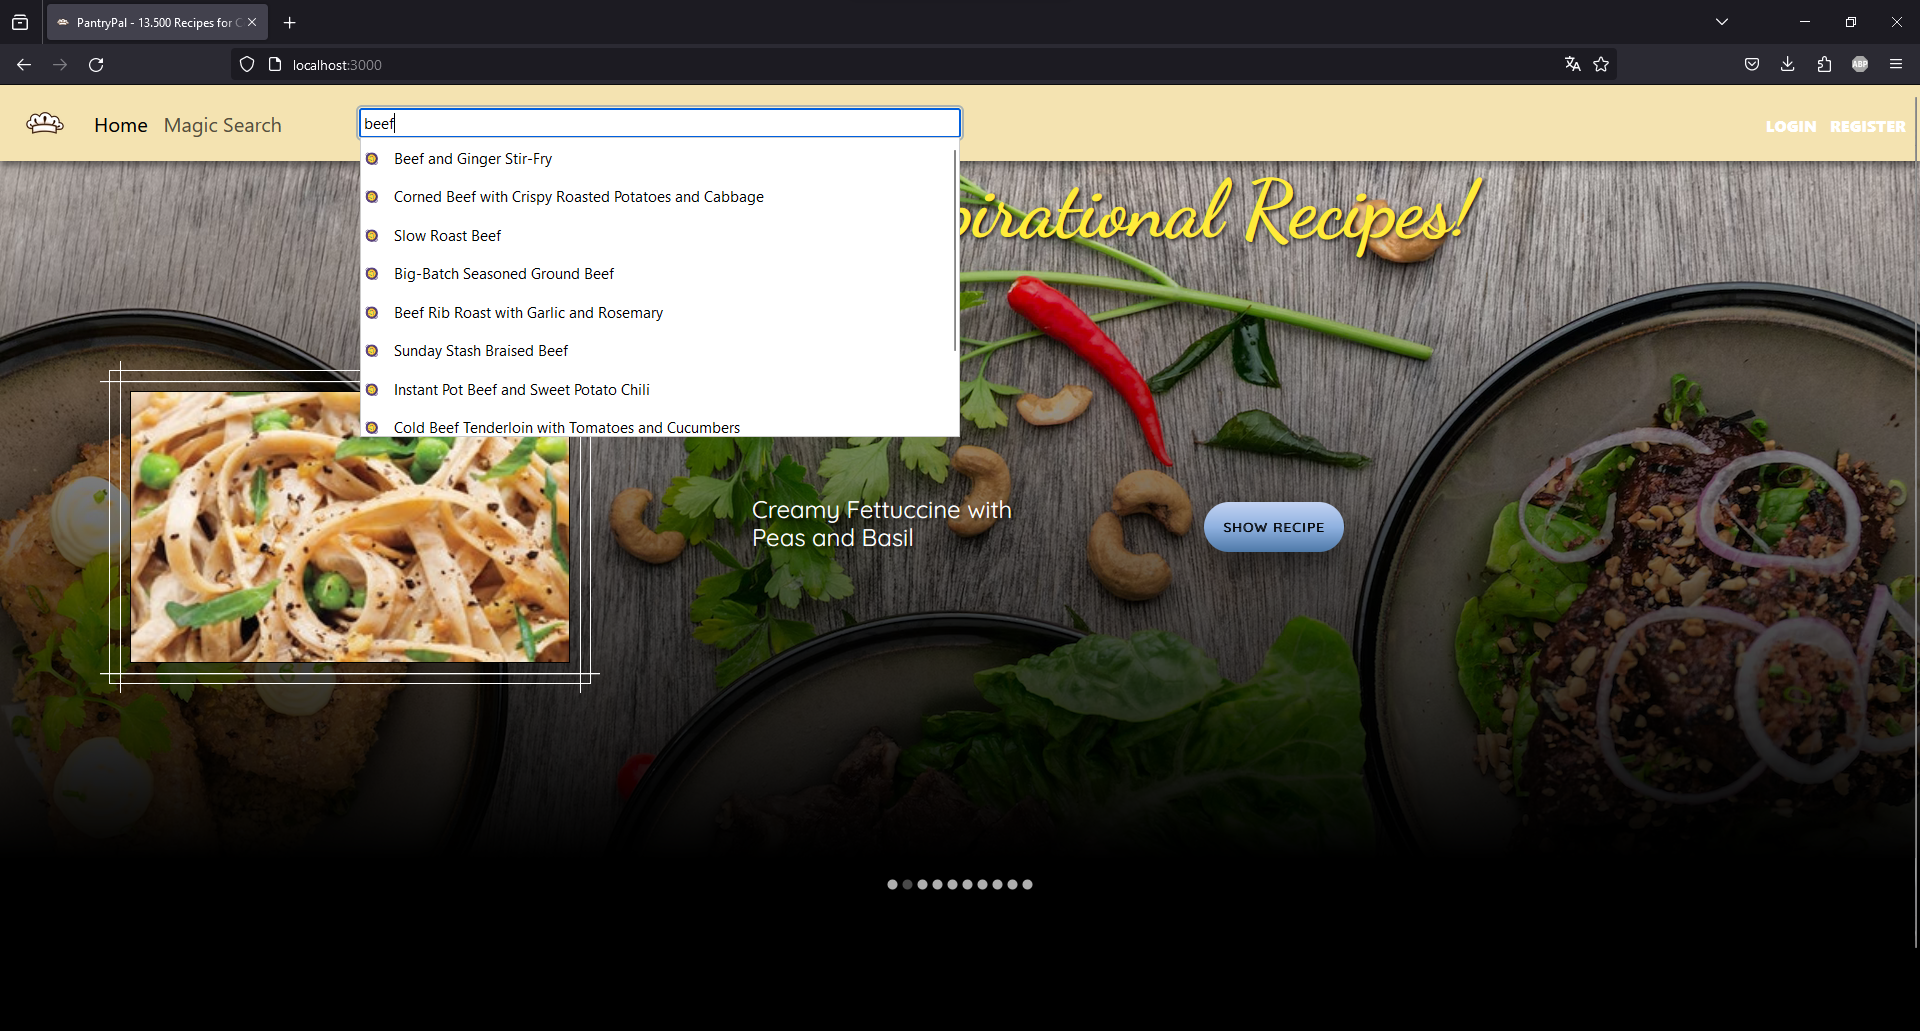 PantryPal - 13.500 Recipes for C
localhost:3000
ABP
Home
Magic Search
beef
LOGIN
REGISTER
Beef and Ginger Stir-Fry
Corned Beef with Crispy Roasted Potatoes and Cabbage
Slow Roast Beef
Big-Batch Seasoned Ground Beef
Beef Rib Roast with Garlic and Rosemary
Sunday Stash Braised Beef
Instant Pot Beef and Sweet Potato Chili
Cold Beef Tenderloin with Tomatoes and Cucumbers
pirational Recipes!
Creamy Fettuccine with
Peas and Basil
SHOW RECIPE